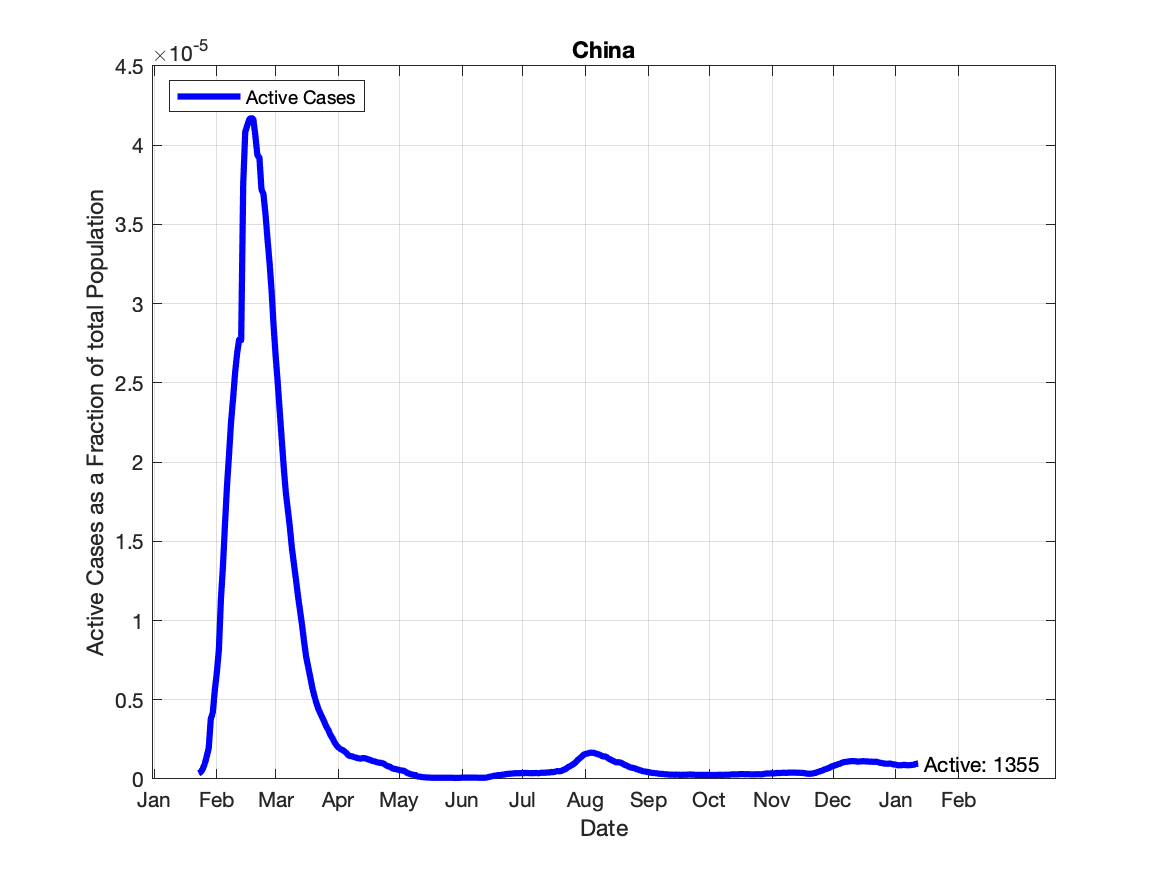 China
×10-5
4.5
4
3.5
3
2.5
2
1.5
1
0.5
0
Active Cases as a Fraction of total Population
Active Cases
Active: 1355
Jan Feb Mar Apr May Jun Jul Aug Sep Oct Nov Dec Jan Feb
Date